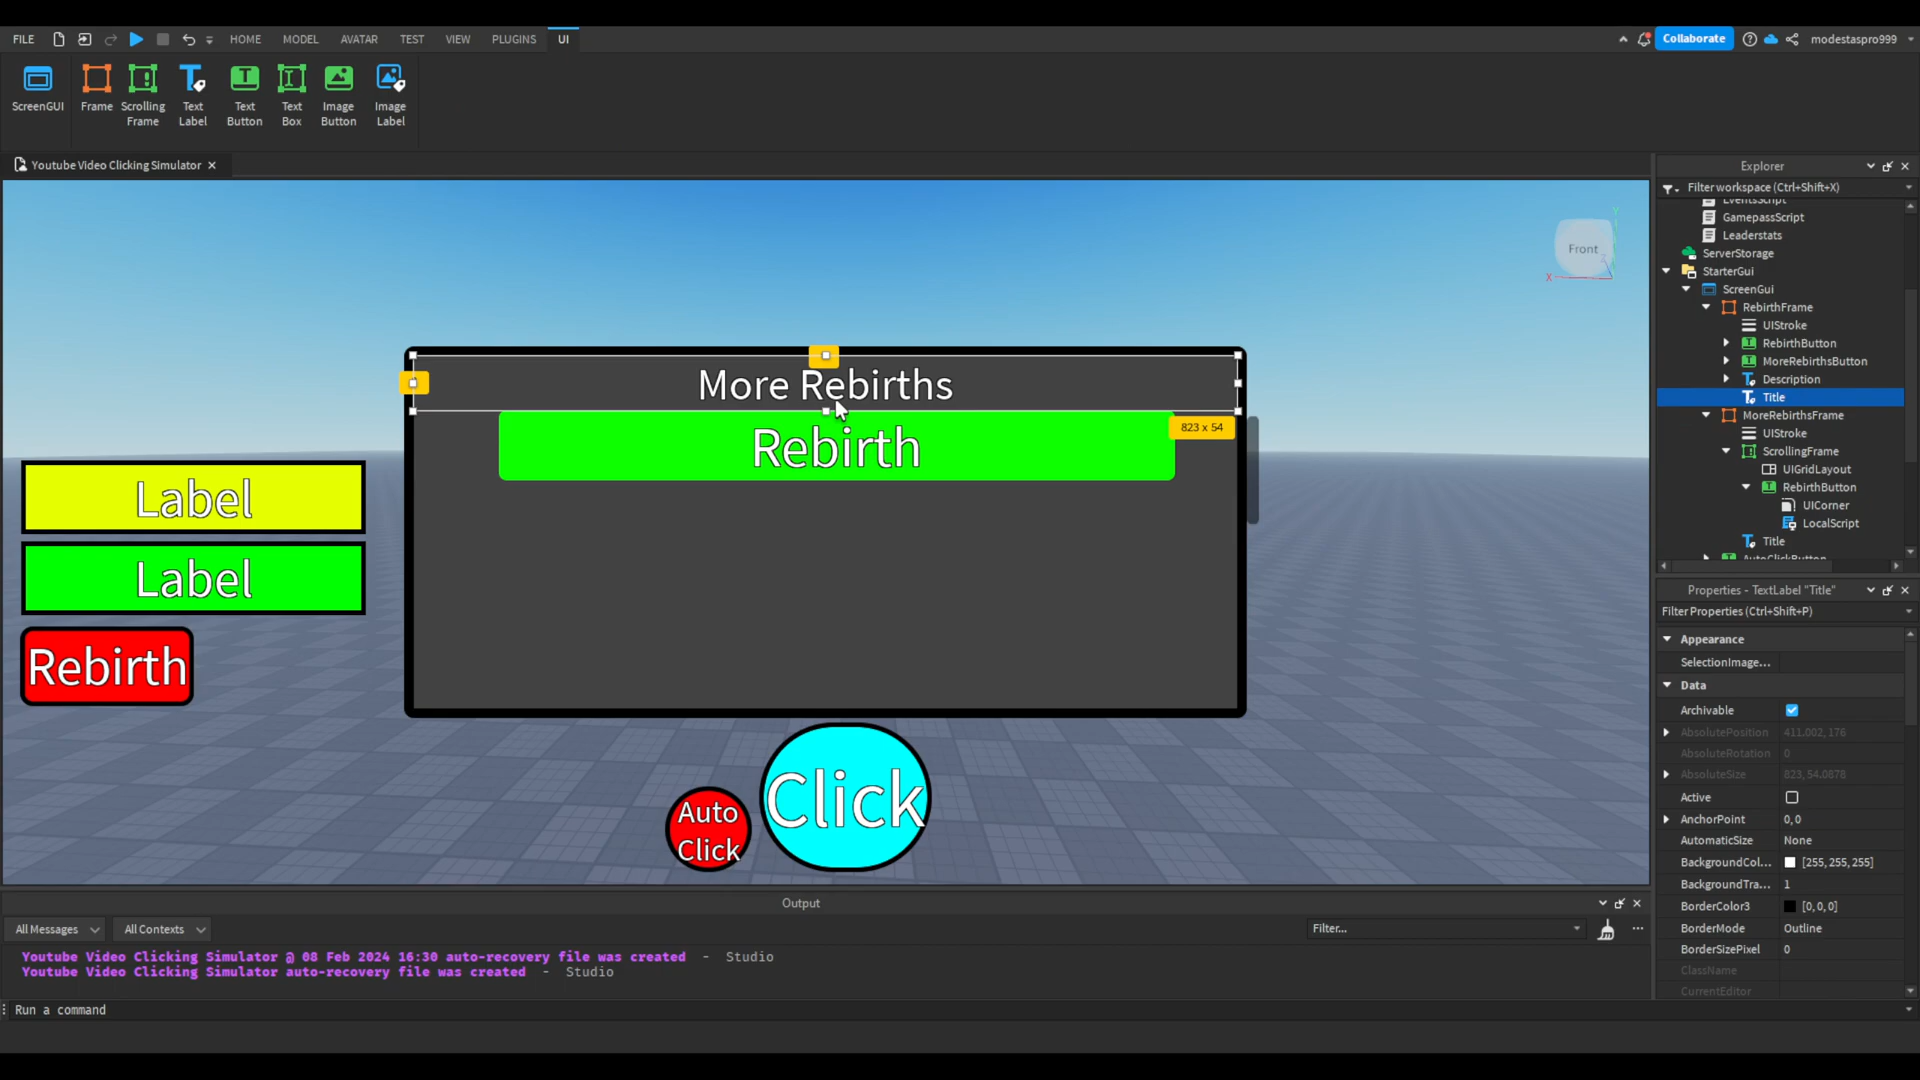 FILE HOME MODEL AVATAR TEST VIEW PLUGINS UI Collaborate modestaspro999
ScreenGUI Frame Scrolling Frame Text Label Text Button Text Box Image Button Image Label
Youtube Video Clicking Simulator
Explorer
Filter workspace (Ctrl+Shift+X)
EventsScript
GamepassScript
Leaderstats
ServerStorage
StarterGui
ScreenGui
RebirthFrame
UIStroke
RebirthButton
MoreRebirthsButton
Description
Title
MoreRebirthsFrame
UIStroke
ScrollingFrame
UIGridLayout
RebirthButton
UICorner
LocalScript
Title
AutoClickButton
Front
X
Y
Z
More Rebirths
823 x 54
Rebirth
Label
Label
Rebirth
Click
Auto
Click
Properties - TextLabel "Title"
Filter Properties (Ctrl+Shift+P)
Appearance
SelectionImage...
Data
Archivable
AbsolutePosition 411.002, 176
AbsoluteRotation 0
AbsoluteSize 823, 54.0878
Active
AnchorPoint 0, 0
AutomaticSize None
BackgroundCol... [255, 255, 255]
BackgroundTra... 1
BorderColor3 [0, 0, 0]
BorderMode Outline
BorderSizePixel 0
ClassName
CurrentEditor
Output
All Messages All Contexts Filter...
Youtube Video Clicking Simulator @ 08 Feb 2024 16:30 auto-recovery file was created - Studio
Youtube Video Clicking Simulator auto-recovery file was created - Studio
Run a command